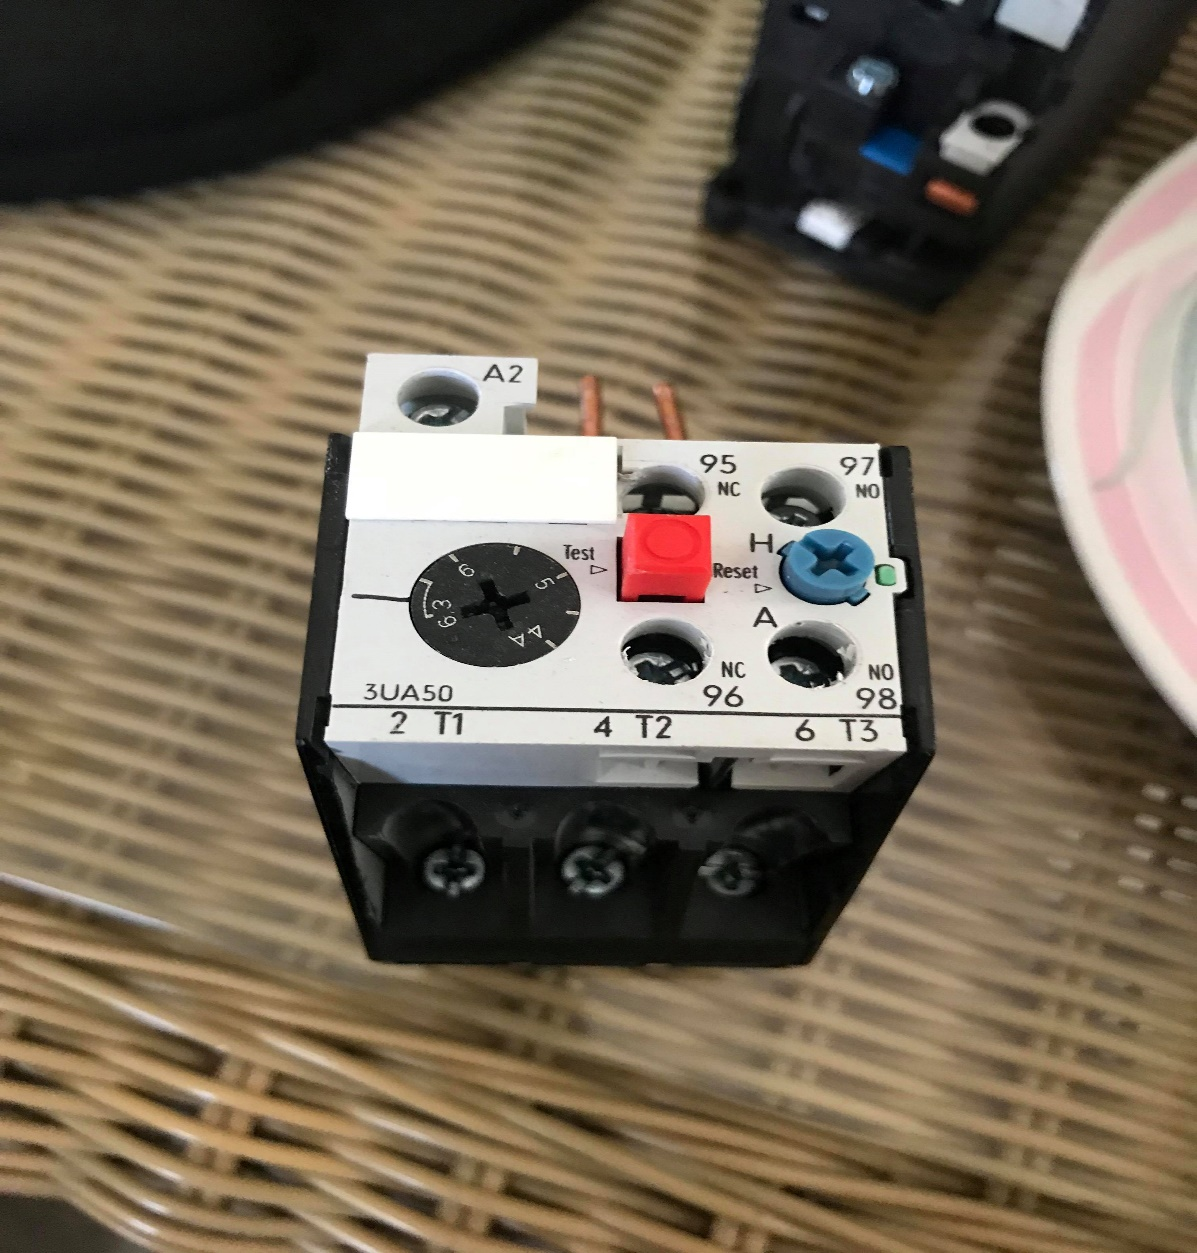 A2
95
NC
97
NO
Test
H
Reset
A
6
5
6,3
4A
NC
96
NO
98
3UA50
2 T1
4 T2
6 T3